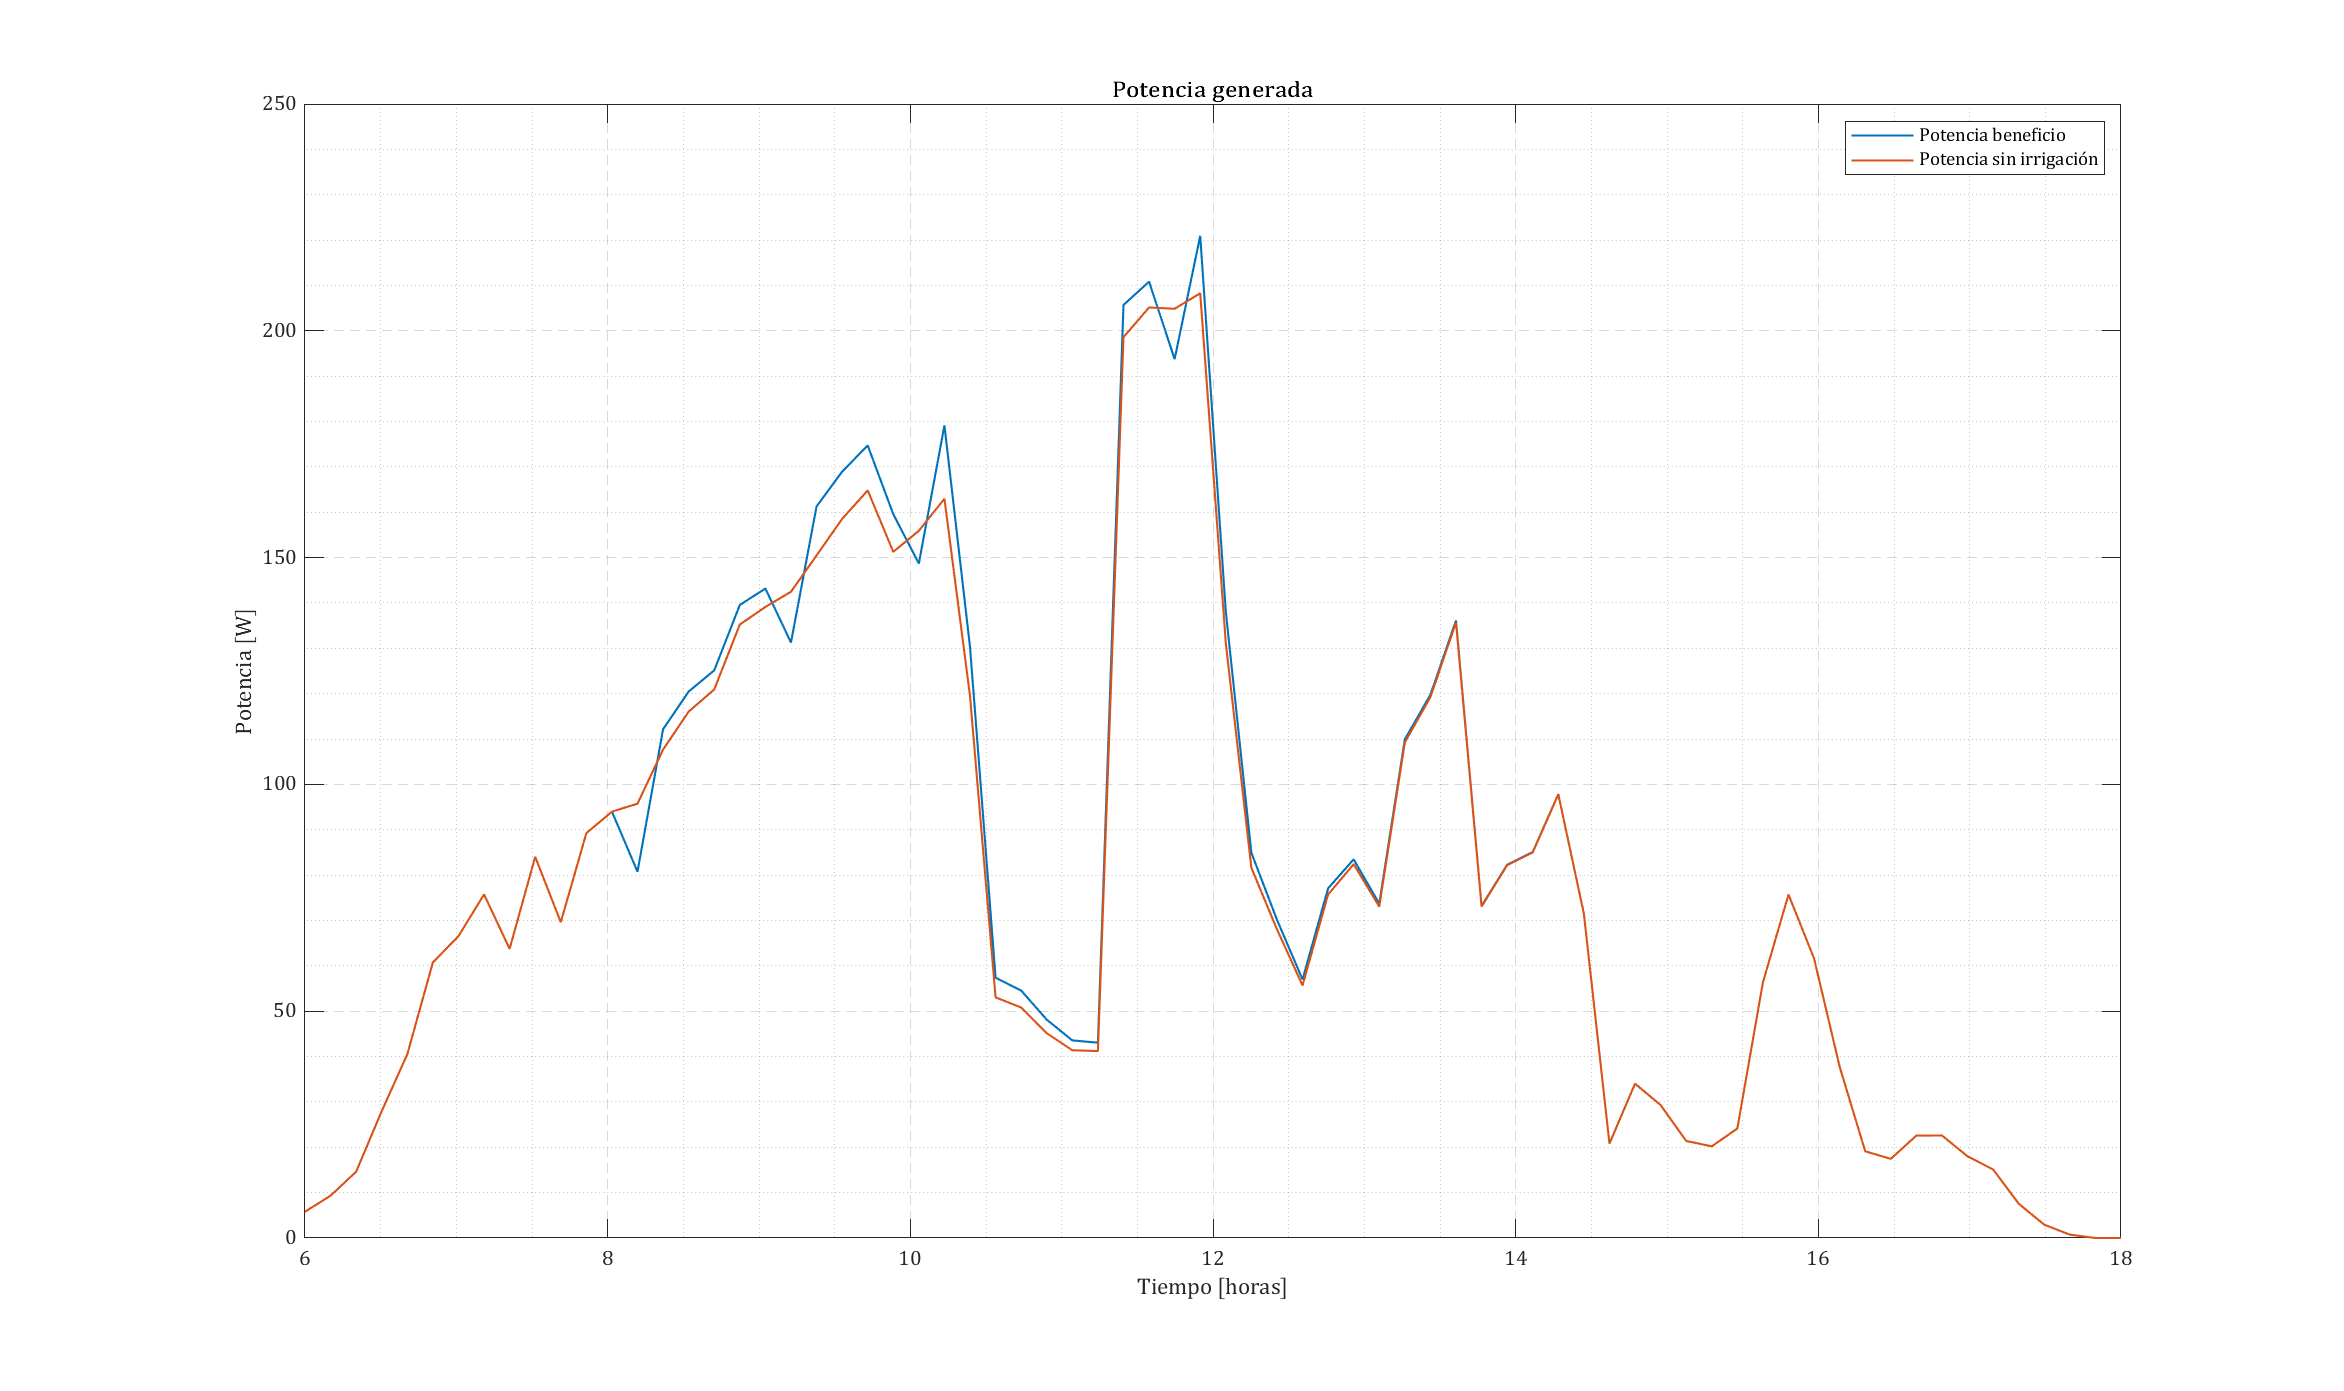 Potencia generada
250
200
150
100
50
0
Potencia [W]
Potencia beneficio
Potencia sin irrigación
6 8 10 12 14 16 18
Tiempo [horas]